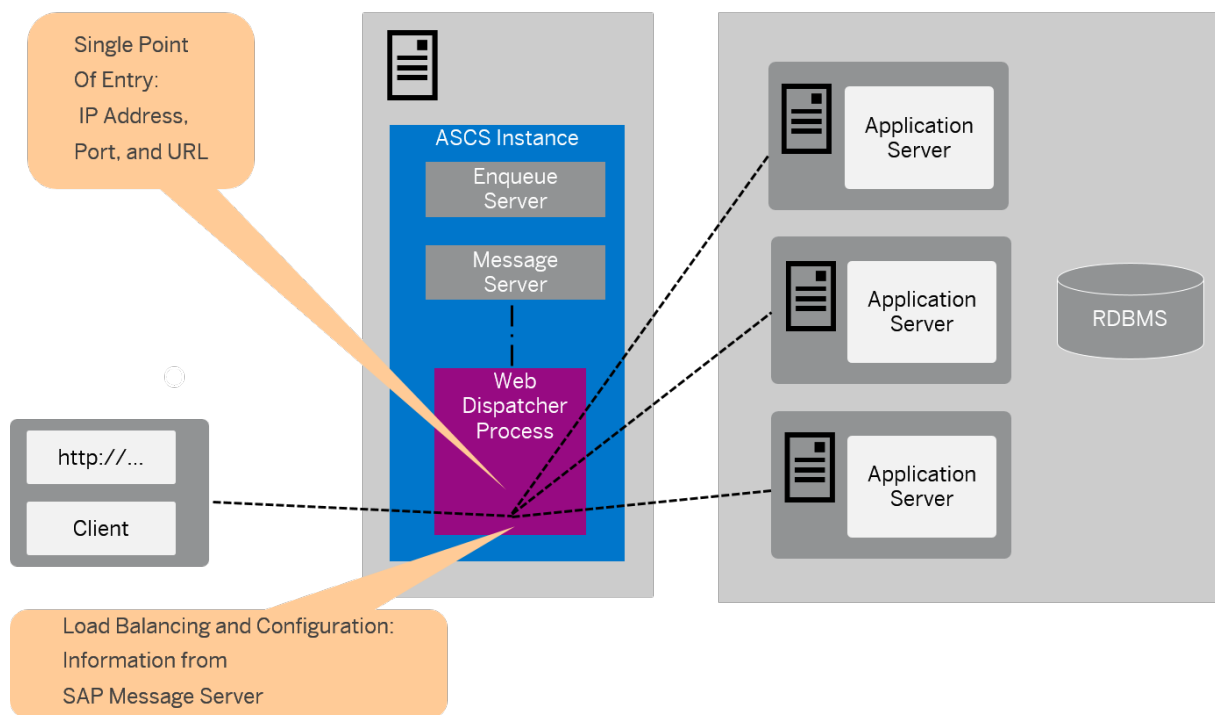 Single Point
Of Entry:
IP Address,
Port, and URL
ASCS Instance
Enqueue
Server
Message
Server
Web
Dispatcher
Process
Application
Server
Application
Server
RDBMS
Application
Server
http://...
Client
Load Balancing and Configuration:
Information from
SAP Message Server